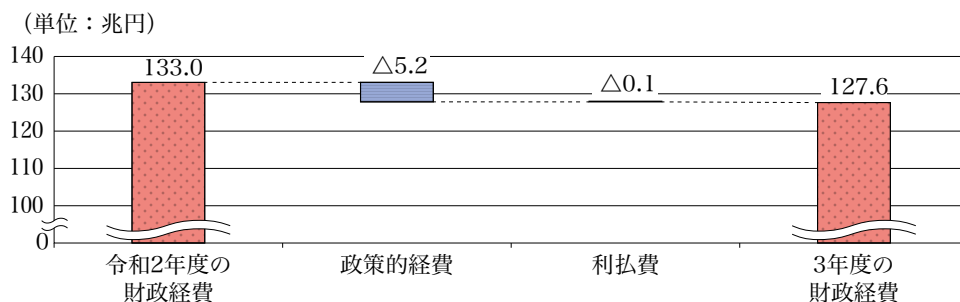 （単位：兆円）
140
133.0
△5.2
△0.1
127.6
130
120
110
100
0
令和2年度の
財政経費
政策的経費
利払費
3年度の
財政経費